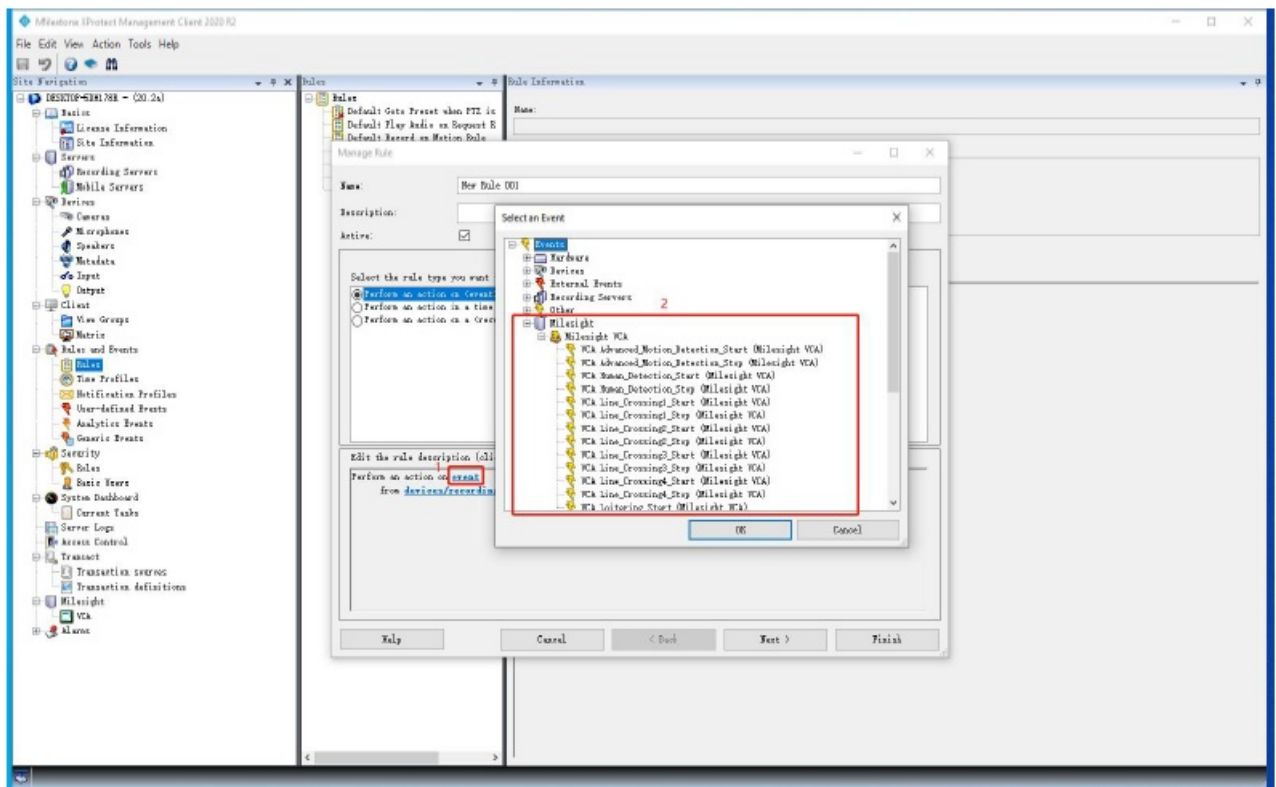 Milestone XProtect Management Client 2020 R2
File Edit View Action Tools Help
Site Navigation
- (20.2a)
Basics
License Information
Site Information
Servers
Recording Servers
Mobile Servers
Devices
Cameras
Microphones
Speakers
Metadata
Input
Output
Client
View Groups
Matrix
Rules and Events
Rules
Time Profiles
Notification Profiles
User-defined Events
Analytics Events
Generic Events
Security
Roles
Basic Users
System Dashboard
Current Tasks
Server Logs
Access Control
Transact
Transaction sources
Transaction definitions
Milesight
VCA
Alarms
Rules
Rules
Default Goto Preset when PTZ is
Default Play Audio on Request R
Default Record on Motion Rule
Rule Information
Name:
Manage Rule
Name:
New Rule 001
Description:
Active:
Select the rule type you want
Perform an action on <event
Perform an action in a time
Perform an action on a <rec
Edit the rule description (cli
1
Perform an action on event
from devices/recordin
Help
Cancel
< Back
Next >
Finish
Select an Event
Events
Hardware
Devices
External Events
Recording Servers
Other
2
Milesight
Milesight VCA
VCA Advanced_Motion_Detection_Start (Milesight VCA)
VCA Advanced_Motion_Detection_Stop (Milesight VCA)
VCA Human_Detection_Start (Milesight VCA)
VCA Human_Detection_Stop (Milesight VCA)
VCA Line_Crossing1_Start (Milesight VCA)
VCA Line_Crossing1_Stop (Milesight VCA)
VCA Line_Crossing2_Start (Milesight VCA)
VCA Line_Crossing2_Stop (Milesight VCA)
VCA Line_Crossing3_Start (Milesight VCA)
VCA Line_Crossing3_Stop (Milesight VCA)
VCA Line_Crossing4_Start (Milesight VCA)
VCA Line_Crossing4_Stop (Milesight VCA)
VCA Loitering_Start (Milesight VCA)
OK
Cancel